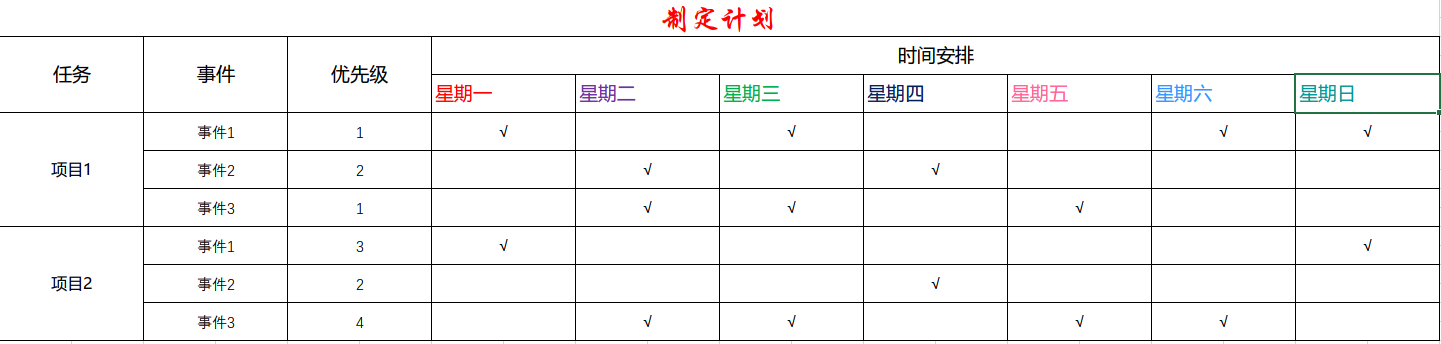 制定计划
任务 事件 优先级 时间安排
星期一 星期二 星期三 星期四 星期五 星期六 星期日
项目1 事件1 1 √ √ √ √
事件2 2 √ √
事件3 1 √ √ √
项目2 事件1 3 √ √
事件2 2 √
事件3 4 √ √ √ √